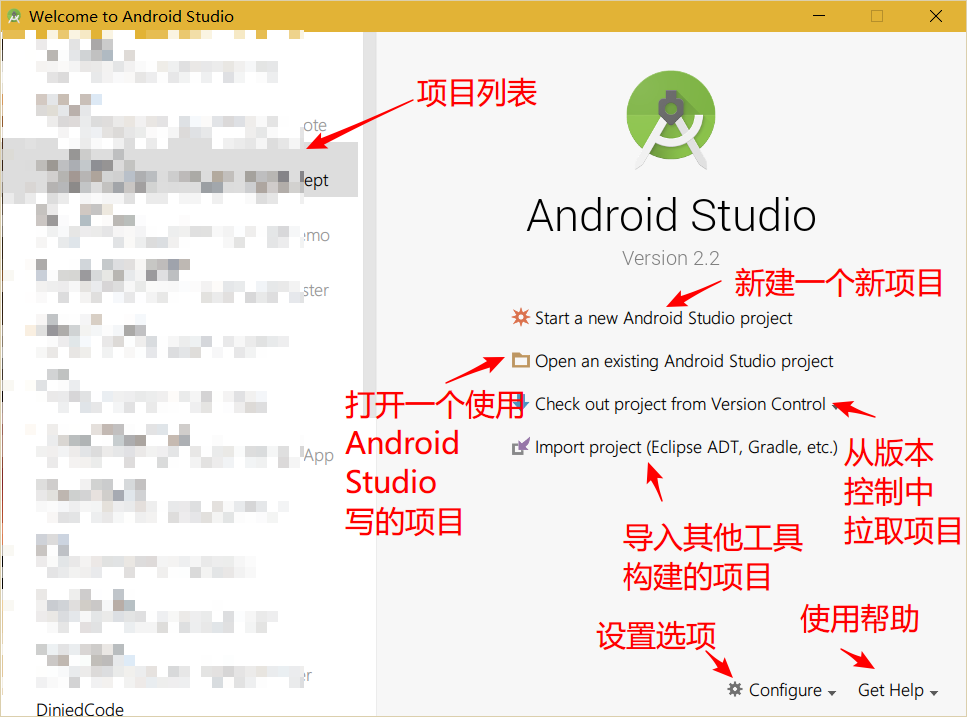 Welcome to Android Studio
项目列表
ote
ept
emo
ster
App
er
DiniedCode
Android Studio
Version 2.2
新建一个新项目
Start a new Android Studio project
Open an existing Android Studio project
打开一个使用
Android
Studio
写的项目
Check out project from Version Control
从版本
控制中
拉取项目
Import project (Eclipse ADT, Gradle, etc.)
导入其他工具
构建的项目
设置选项
使用帮助
Configure
Get Help